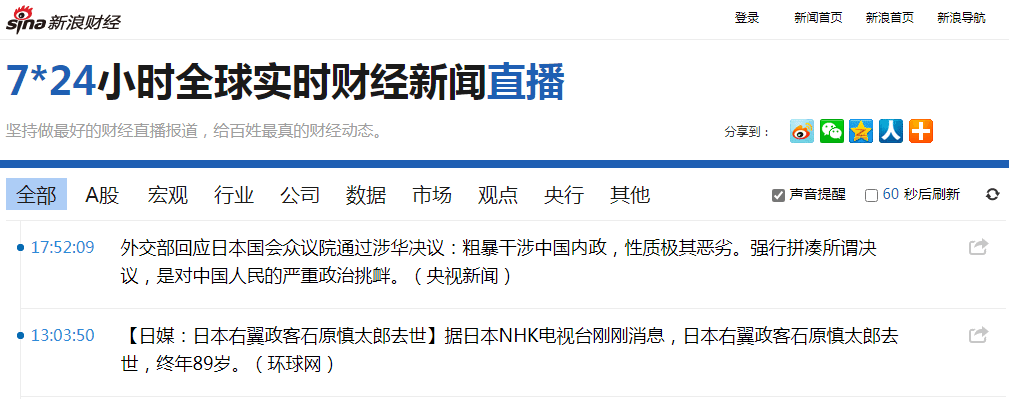 sina 新浪财经
登录 新闻首页 新浪首页 新浪导航
7*24小时全球实时财经新闻直播
坚持做最好的财经直播报道，给百姓最真的财经动态。
分享到：
全部 A股 宏观 行业 公司 数据 市场 观点 央行 其他
声音提醒 60 秒后刷新
17:52:09 外交部回应日本国会众议院通过涉华决议：粗暴干涉中国内政，性质极其恶劣。强行拼凑所谓决
议，是对中国人民的严重政治挑衅。（央视新闻）
13:03:50 【日媒：日本右翼政客石原慎太郎去世】据日本NHK电视台刚刚消息，日本右翼政客石原慎太郎去
世，终年89岁。（环球网）